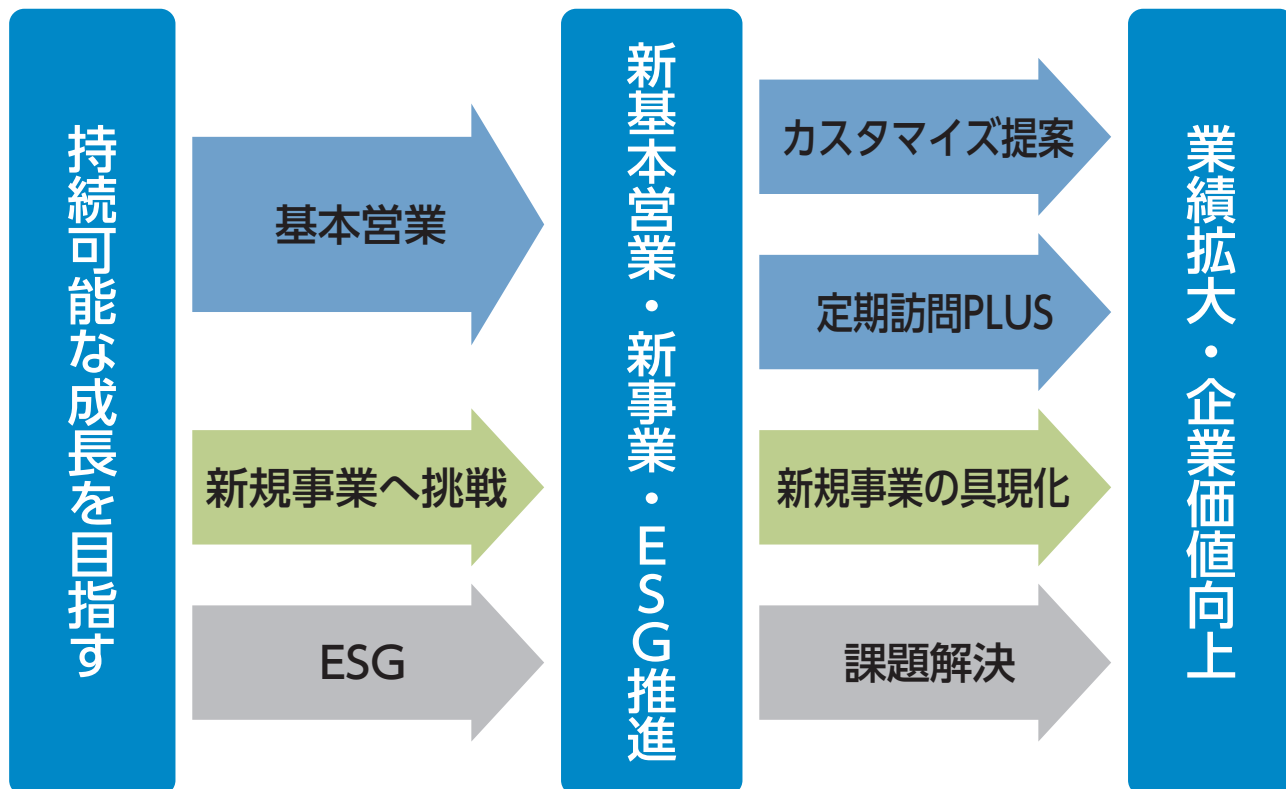 持続可能な成長を目指す
基本営業
新規事業へ挑戦
ESG
新基本営業・新事業・ESG推進
カスタマイズ提案
定期訪問PLUS
新規事業の具現化
課題解決
業績拡大・企業価値向上